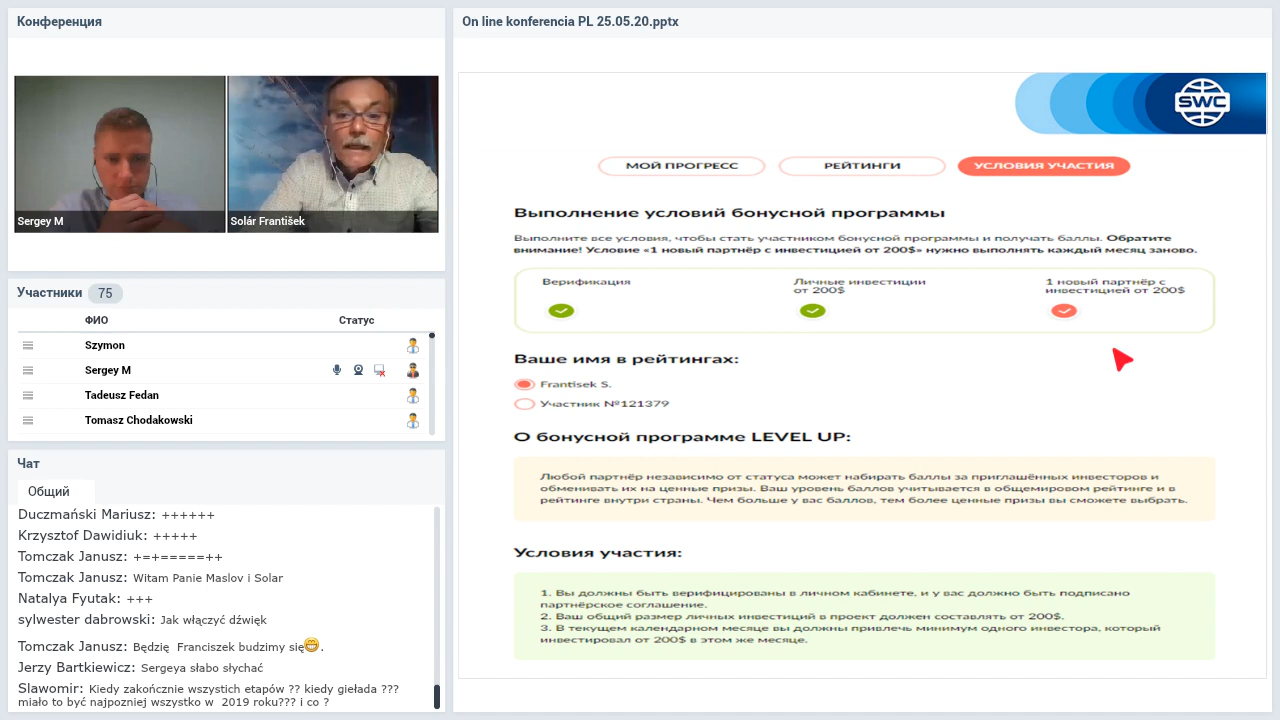 Конференция
Sergey M
Solár František
Участники 75
ФИО Статус
Szymon
Sergey M
Tadeusz Fedan
Tomasz Chodakowski
Чат
Общий
Duczmański Mariusz: ++++++
Krzysztof Dawidiuk: +++++
Tomczak Janusz: +=+=====++
Tomczak Janusz: Witam Panie Maslov i Solar
Natalya Fyutak: +++
sylwester dabrowski: Jak włączyć dźwięk
Tomczak Janusz: Będzię Franciszek budzimy się😁.
Jerzy Bartkiewicz: Sergeya słabo słychać
Slawomir: Kiedy zakończnie wszystich etapów ?? kiedy giełada ???
miało to być najpozniej wszystko w 2019 roku??? i co ?
On line konferencia PL 25.05.20.pptx
SWC
МОЙ ПРОГРЕСС РЕЙТИНГИ УСЛОВИЯ УЧАСТИЯ
Выполнение условий бонусной программы
Выполните все условия, чтобы стать участником бонусной программы и получать баллы. Обратите
внимание! Условие «1 новый партнёр с инвестицией от 200$» нужно выполнять каждый месяц заново.
Верификация
Личные инвестиции
от 200$
1 новый партнёр с
инвестицией от 200$
Ваше имя в рейтингах:
Frantisek S.
Участник №121379
О бонусной программе LEVEL UP:
Любой партнёр независимо от статуса может набирать баллы за приглашённых инвесторов и
обменивать их на ценные призы. Ваш уровень баллов учитывается в общемировом рейтинге и в
рейтинге внутри страны. Чем больше у вас баллов, тем более ценные призы вы сможете выбрать.
Условия участия:
1. Вы должны быть верифицированы в личном кабинете, и у вас должно быть подписано
партнёрское соглашение.
2. Ваш общий размер личных инвестиций в проект должен составлять от 200$.
3. В текущем календарном месяце вы должны привлечь минимум одного инвестора, который
инвестировал от 200$ в этом же месяце.